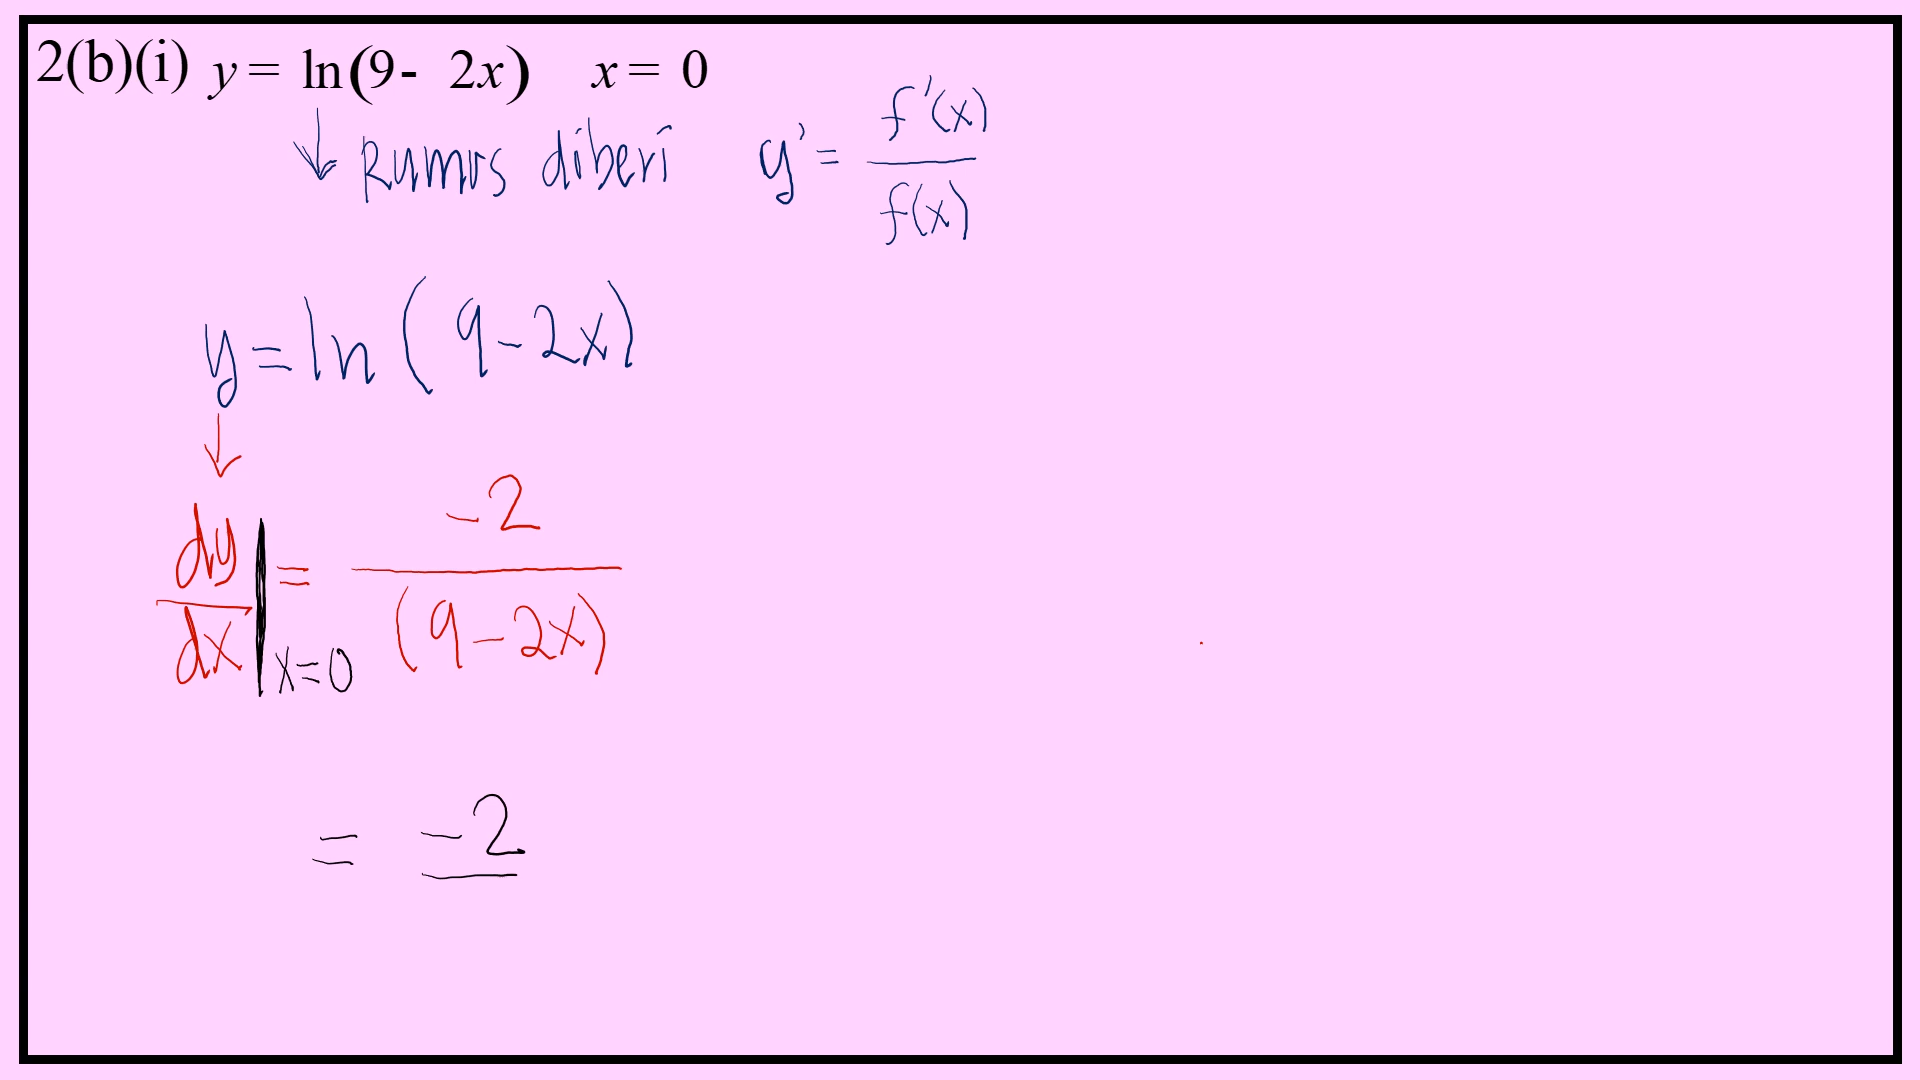 2(b)(i) y = ln(9- 2x) x = 0
↓ Rumus diberi y' = f'(x) / f(x)
y = ln (9-2x)
↓
dy/dx |x=0 = -2 / (9-2x)
= -2